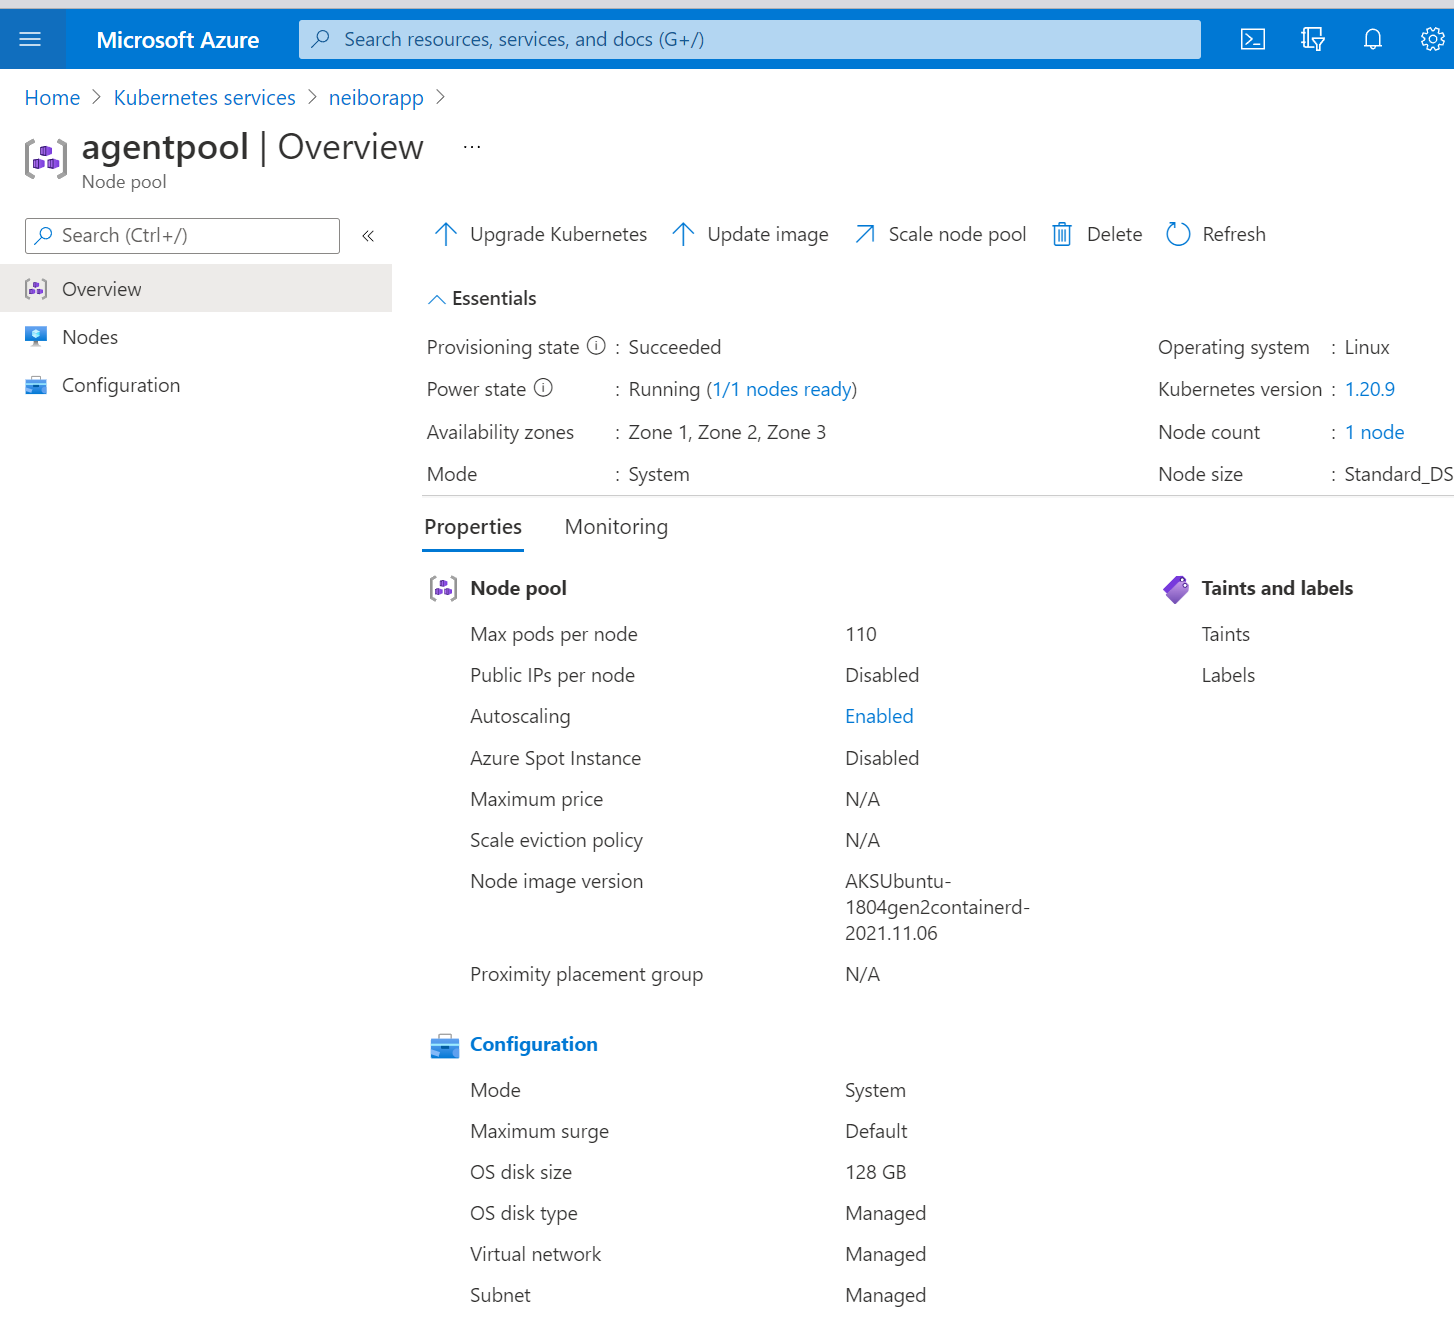 Microsoft Azure
Search resources, services, and docs (G+/)
Home > Kubernetes services > neiborapp >
agentpool | Overview ...
Node pool
Search (Ctrl+/) «
Overview
Nodes
Configuration
Upgrade Kubernetes Update image Scale node pool Delete Refresh
Essentials
Provisioning state : Succeeded
Power state : Running (1/1 nodes ready)
Availability zones : Zone 1, Zone 2, Zone 3
Mode : System
Operating system : Linux
Kubernetes version : 1.20.9
Node count : 1 node
Node size : Standard_DS
Properties Monitoring
Node pool
Max pods per node 110
Public IPs per node Disabled
Autoscaling Enabled
Azure Spot Instance Disabled
Maximum price N/A
Scale eviction policy N/A
Node image version AKSUbuntu-
1804gen2containerd-
2021.11.06
Proximity placement group N/A
Taints and labels
Taints
Labels
Configuration
Mode System
Maximum surge Default
OS disk size 128 GB
OS disk type Managed
Virtual network Managed
Subnet Managed